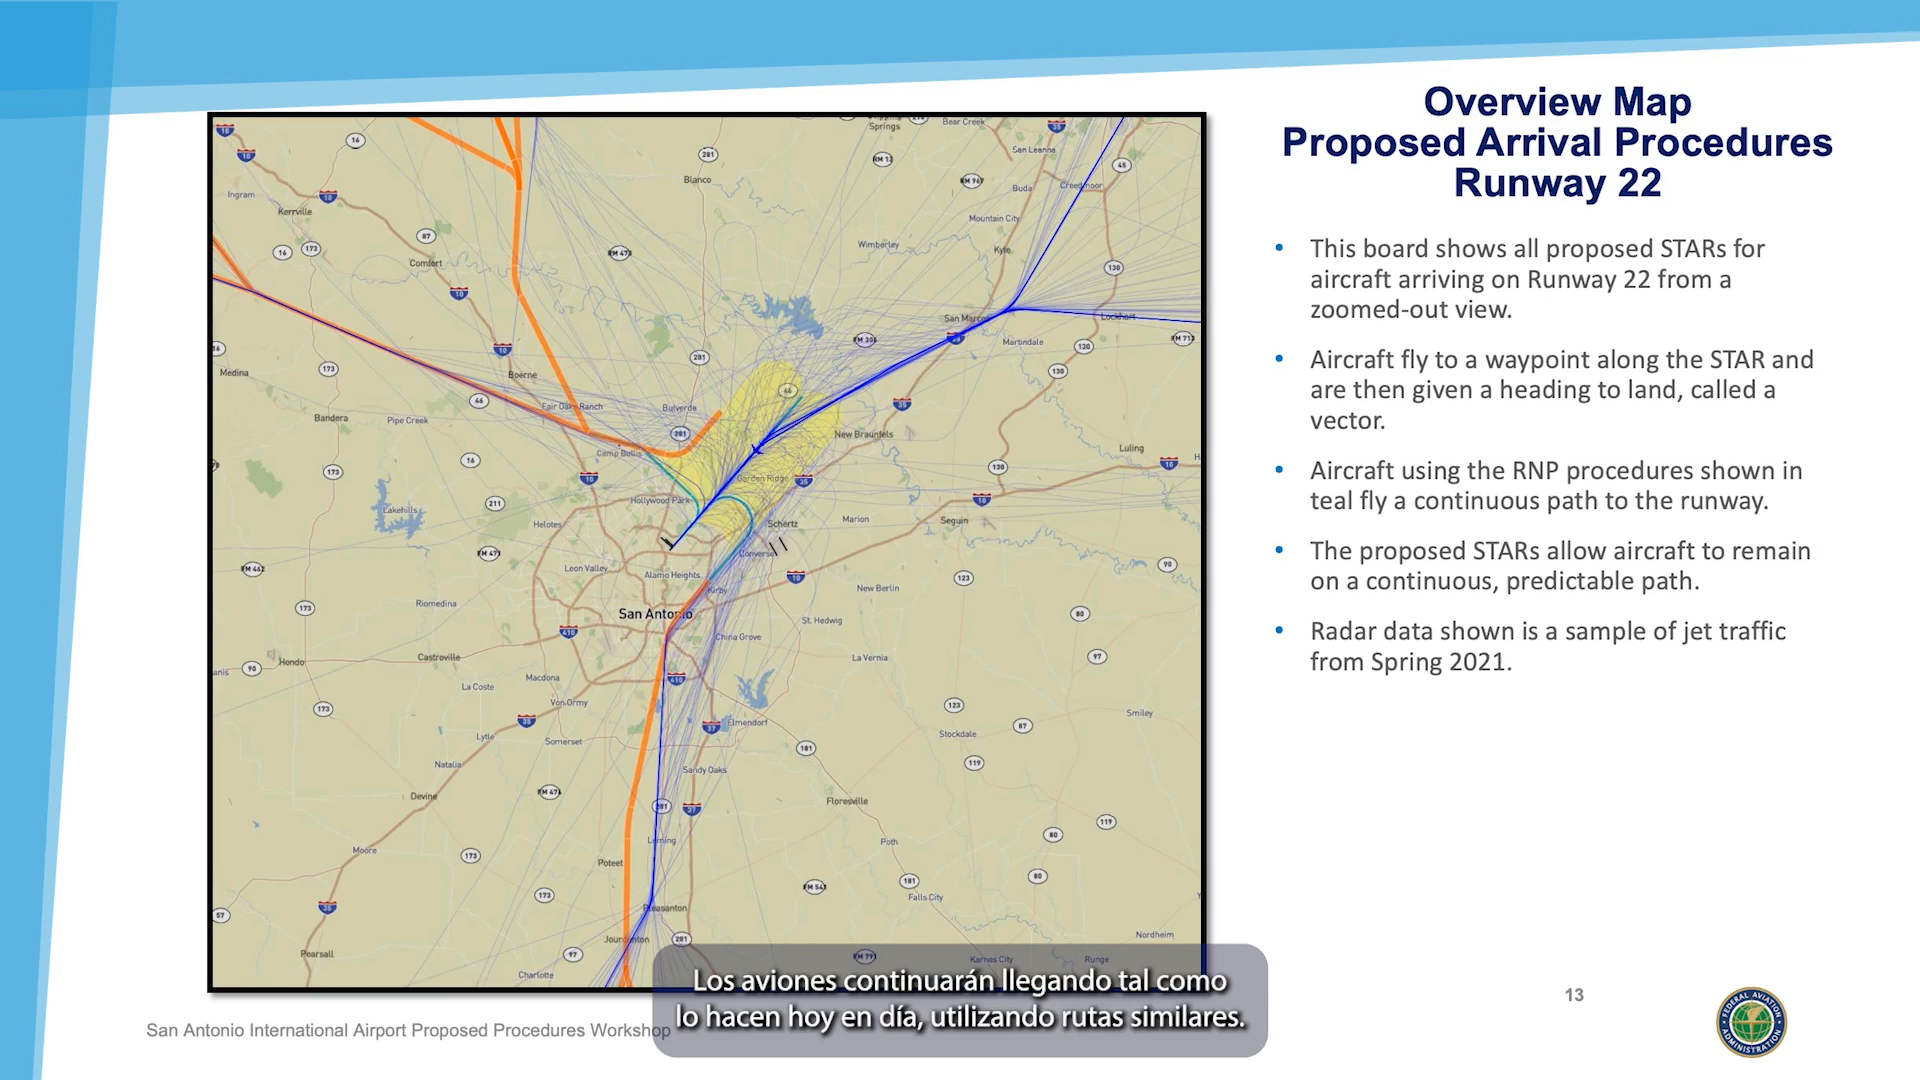 Overview Map
Proposed Arrival Procedures
Runway 22
• This board shows all proposed STARs for
aircraft arriving on Runway 22 from a
zoomed-out view.
• Aircraft fly to a waypoint along the STAR and
are then given a heading to land, called a
vector.
• Aircraft using the RNP procedures shown in
teal fly a continuous path to the runway.
• The proposed STARs allow aircraft to remain
on a continuous, predictable path.
• Radar data shown is a sample of jet traffic
from Spring 2021.
Springs
Bear Creek
San Leanna
Blanco
Ingram
Kerrville
Buda
Creedmoor
Mountain City
Wimberley
Kyle
Comfort
San Marcos
Lockhart
Martindale
Medina
Boerne
Bandera
Pipe Creek
Fair Oaks Ranch
Bulverde
New Braunfels
Luling
Camp Bullis
Garden Ridge
Hollywood Park
Lakehills
Helotes
Schertz
Marion
Seguin
Converse
Leon Valley
Alamo Heights
Kirby
New Berlin
Riomedina
San Antonio
St. Hedwig
China Grove
Hondo
Castroville
La Vernia
Macdona
La Coste
Von Ormy
Elmendorf
Smiley
Lytle
Somerset
Stockdale
Natalia
Sandy Oaks
Devine
Floresville
Leming
Moore
Poteet
Poth
Falls City
Pleasanton
Jourdanton
Nordheim
Pearsall
Charlotte
Karnes City
Runge
Los aviones continuarán llegando tal como
lo hacen hoy en día, utilizando rutas similares.
San Antonio International Airport Proposed Procedures Workshop
13
FEDERAL AVIATION
ADMINISTRATION